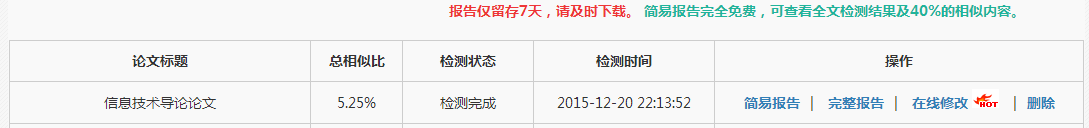 报告仅留存7天，请及时下载。 简易报告完全免费，可查看全文检测结果及40%的相似内容。
论文标题 总相似比 检测状态 检测时间 操作
信息技术导论论文 5.25% 检测完成 2015-12-20 22:13:52 简易报告 | 完整报告 | 在线修改 HOT | 删除